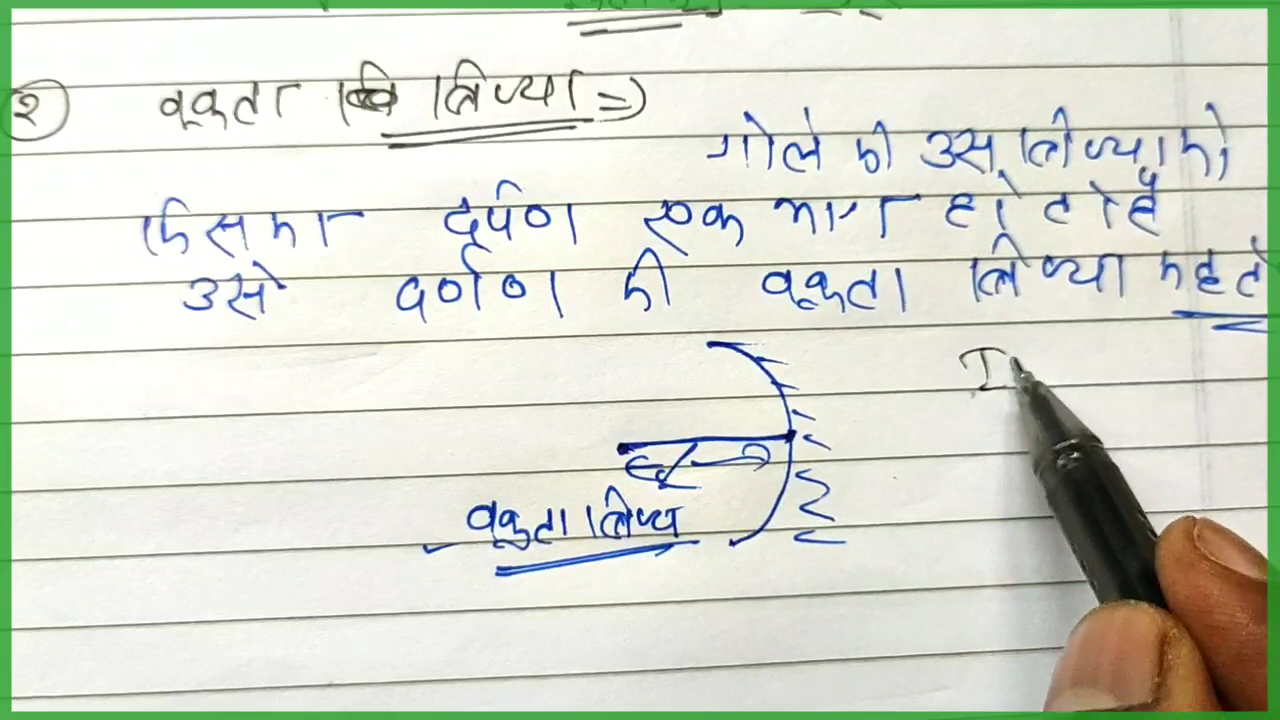 २ वक्रता त्रिज्या =>
गोले की उस त्रिज्या को
जिसका दर्पण एक भाग होता है
उसे दर्पण की वक्रता त्रिज्या कहते
वक्रता त्रिज्य
I